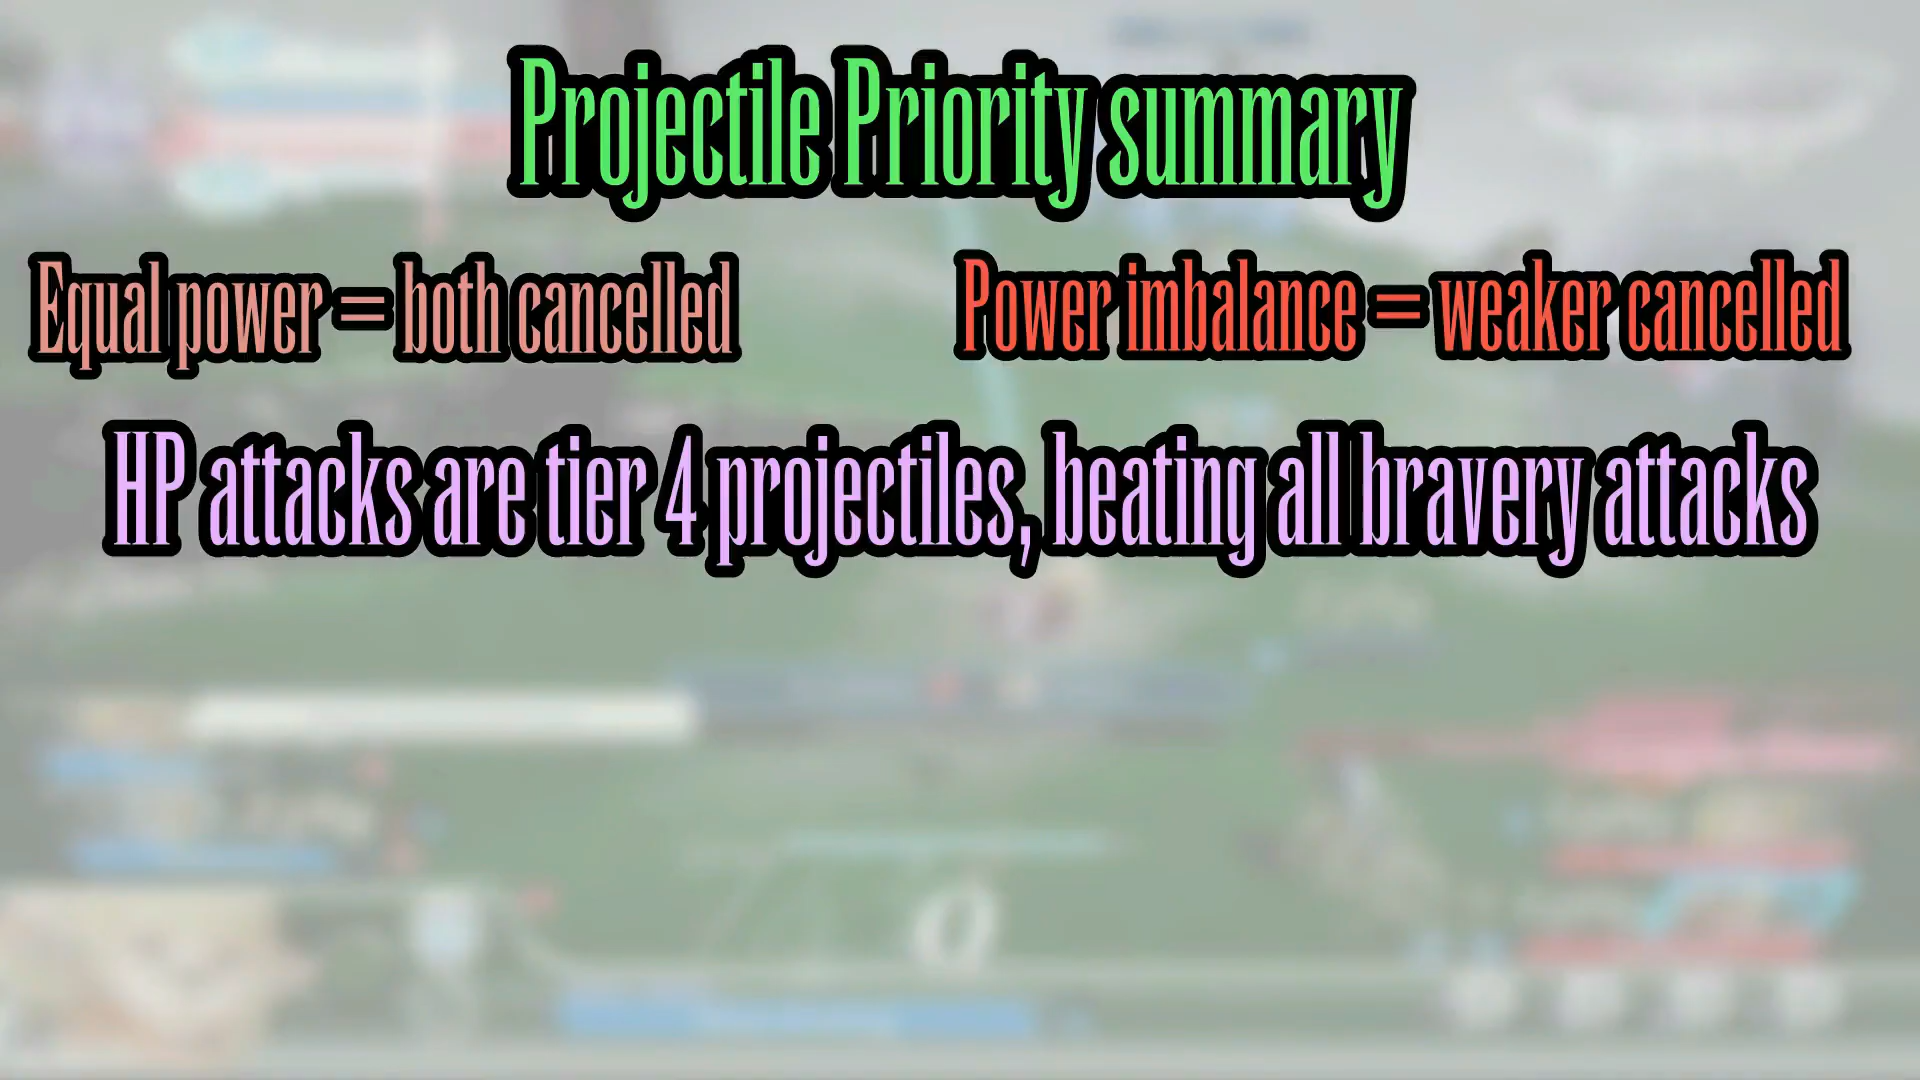 Projectile Priority summary
Equal power = both cancelled
Power imbalance = weaker cancelled
HP attacks are tier 4 projectiles, beating all bravery attacks
0